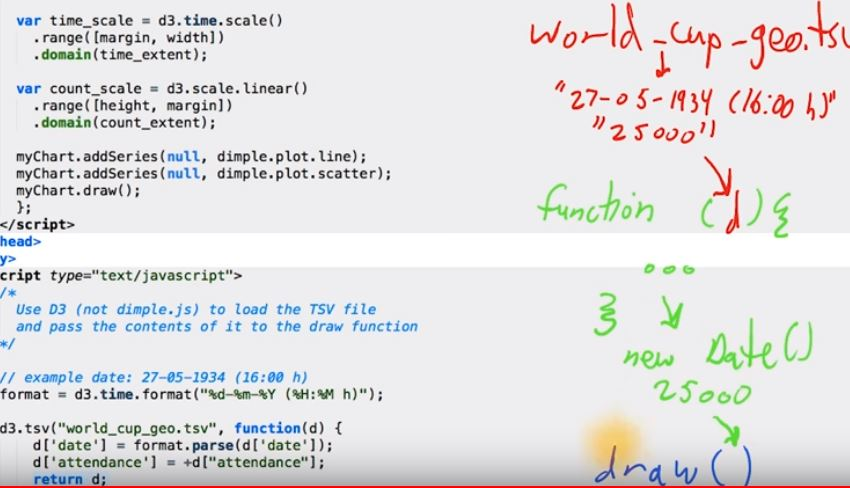 var time_scale = d3.time.scale()
.range([margin, width])
.domain(time_extent);
var count_scale = d3.scale.linear()
.range([height, margin])
.domain(count_extent);
myChart.addSeries(null, dimple.plot.line);
myChart.addSeries(null, dimple.plot.scatter);
myChart.draw();
};
</script>
head>
y>
cript type="text/javascript">
/*
Use D3 (not dimple.js) to load the TSV file
and pass the contents of it to the draw function
*/
// example date: 27-05-1934 (16:00 h)
format = d3.time.format("%d-%m-%Y (%H:%M h)");
d3.tsv("world_cup_geo.tsv", function(d) {
d['date'] = format.parse(d['date']);
d['attendance'] = +d["attendance"];
return d;
world_cup_geo.tsv
"27-05-1934 (16:00 h)"
"25000"
function (d) {
...
}
new Date()
25000
draw()